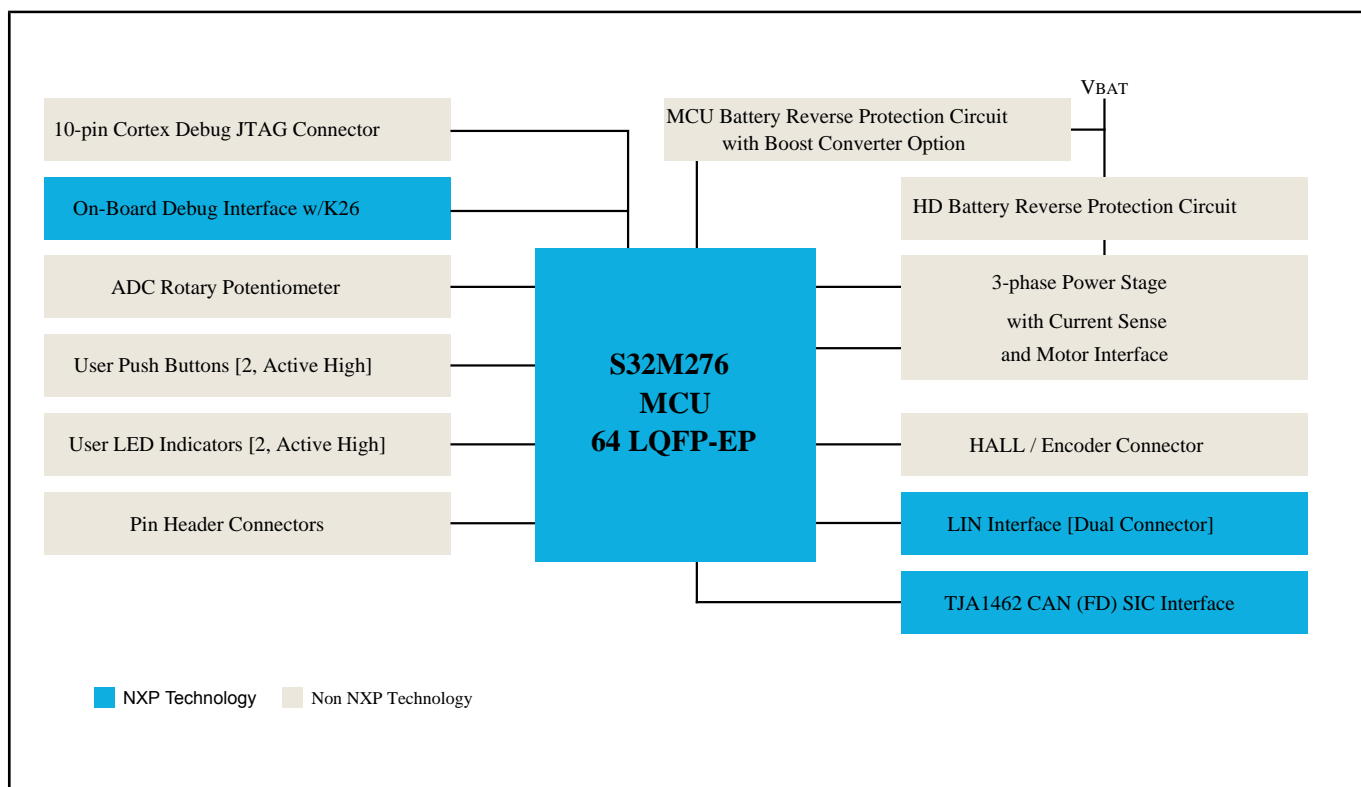 VBAT
10-pin Cortex Debug JTAG Connector
MCU Battery Reverse Protection Circuit
with Boost Converter Option
On-Board Debug Interface w/K26
HD Battery Reverse Protection Circuit
ADC Rotary Potentiometer
3-phase Power Stage
with Current Sense
and Motor Interface
User Push Buttons [2, Active High]
S32M276
MCU
64 LQFP-EP
User LED Indicators [2, Active High]
HALL / Encoder Connector
Pin Header Connectors
LIN Interface [Dual Connector]
TJA1462 CAN (FD) SIC Interface
NXP Technology
Non NXP Technology